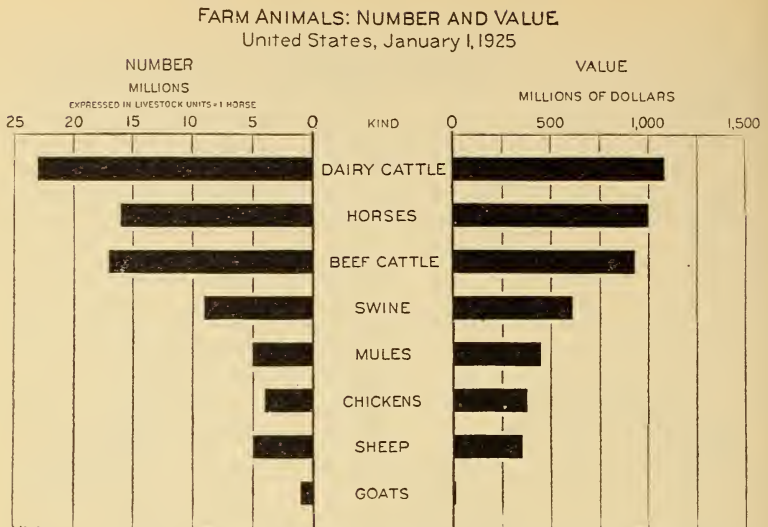 FARM ANIMALS: NUMBER AND VALUE
United States, January 1, 1925
NUMBER
VALUE
MILLIONS
MILLIONS OF DOLLARS
EXPRESSED IN LIVESTOCK UNITS = 1 HORSE
25 20 15 10 5 0 KIND 0 500 1,000 1,500
DAIRY CATTLE
HORSES
BEEF CATTLE
SWINE
MULES
CHICKENS
SHEEP
GOATS